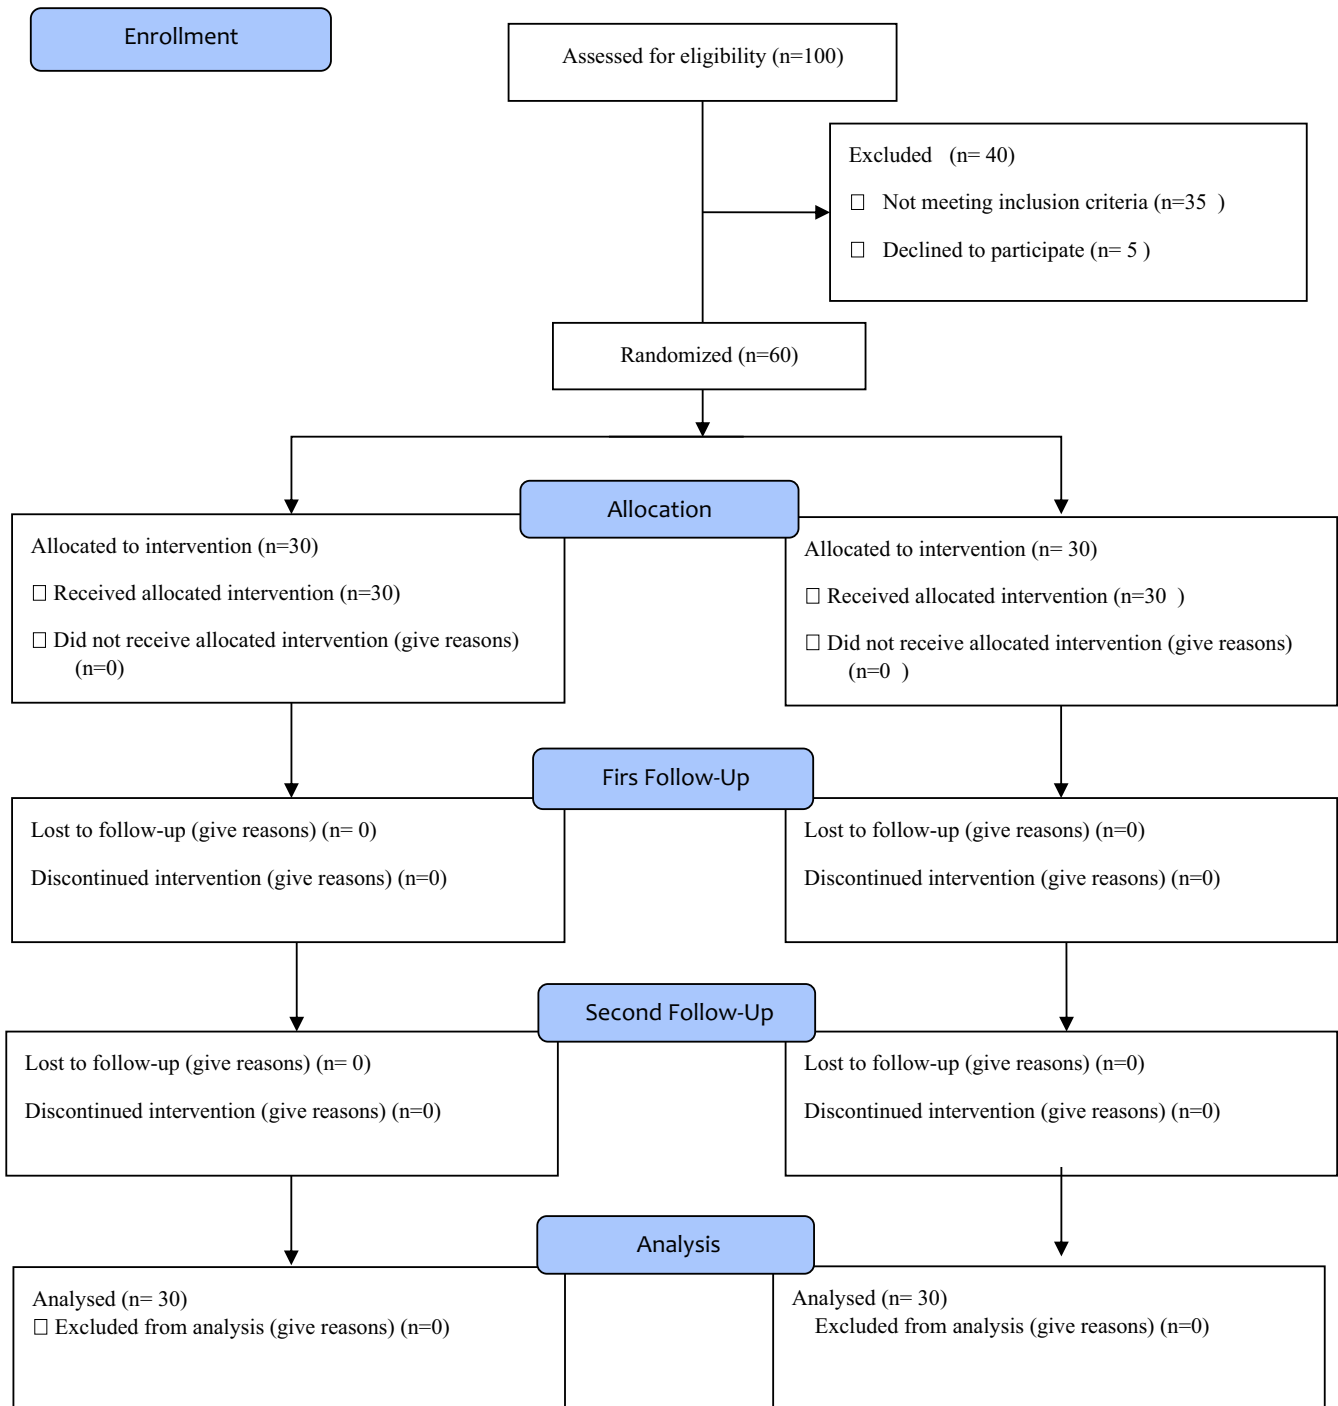 Enrollment
Assessed for eligibility (n=100)
Excluded (n= 40)
□ Not meeting inclusion criteria (n=35 )
□ Declined to participate (n= 5 )
Randomized (n=60)
Allocation
Allocated to intervention (n=30)
□ Received allocated intervention (n=30)
□ Did not receive allocated intervention (give reasons)
(n=0)
Allocated to intervention (n= 30)
□ Received allocated intervention (n=30 )
□ Did not receive allocated intervention (give reasons)
(n=0 )
Firs Follow-Up
Lost to follow-up (give reasons) (n= 0)
Discontinued intervention (give reasons) (n=0)
Lost to follow-up (give reasons) (n=0)
Discontinued intervention (give reasons) (n=0)
Second Follow-Up
Lost to follow-up (give reasons) (n= 0)
Discontinued intervention (give reasons) (n=0)
Lost to follow-up (give reasons) (n=0)
Discontinued intervention (give reasons) (n=0)
Analysis
Analysed (n= 30)
□ Excluded from analysis (give reasons) (n=0)
Analysed (n= 30)
Excluded from analysis (give reasons) (n=0)